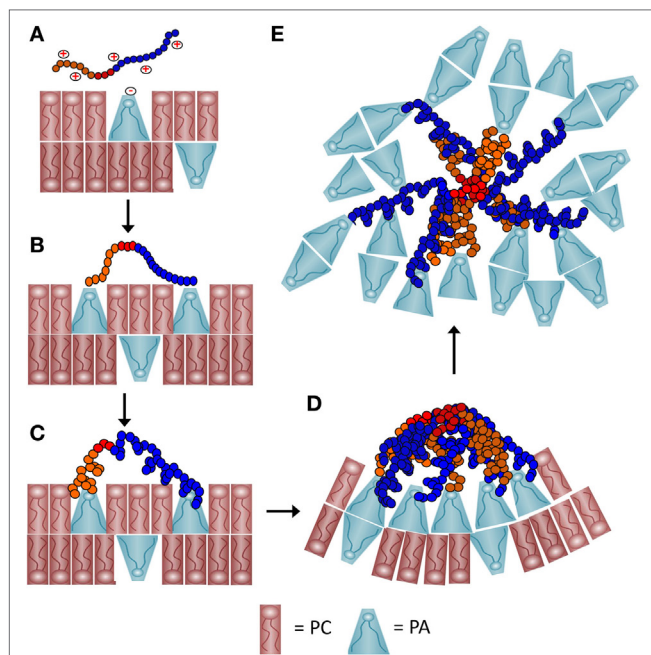 A
E
+
+
+
+
+
−
B
C
D
= PC
= PA